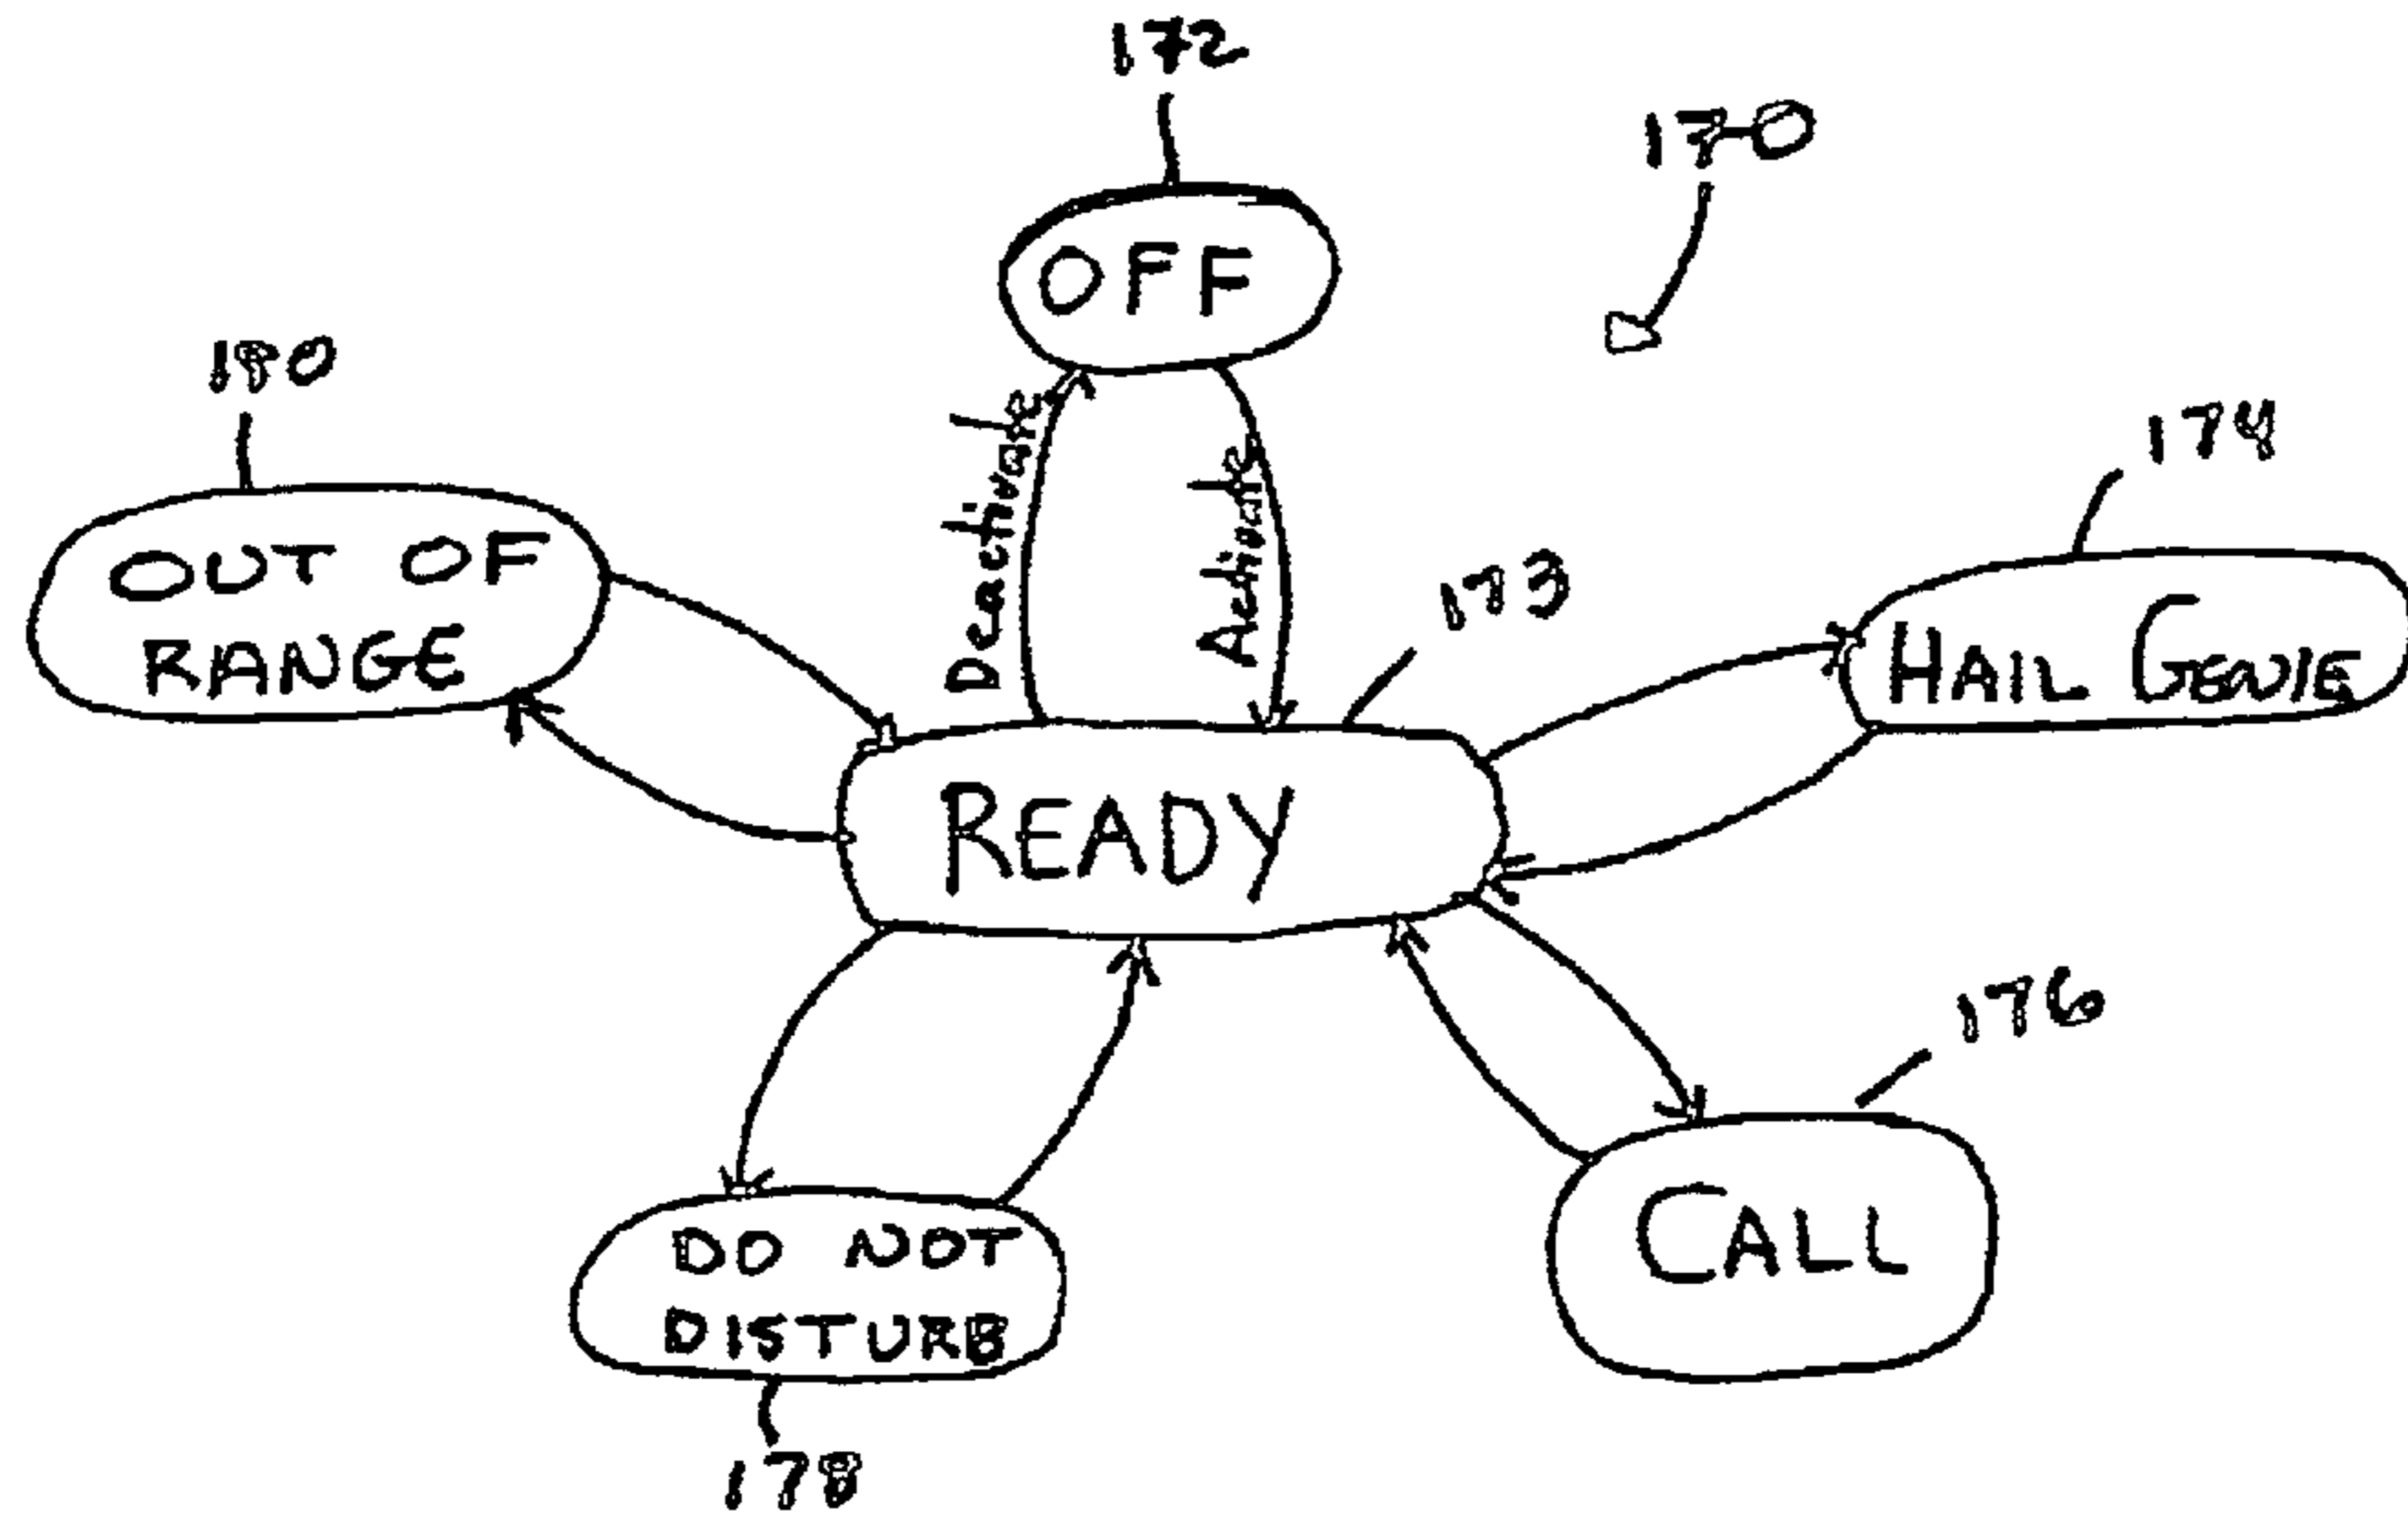 172
170
OFF
180
174
Deactivate
Activate
OUT OF
RANGE
173
HAIL GENIE
READY
176
DO NOT
DISTURB
CALL
178